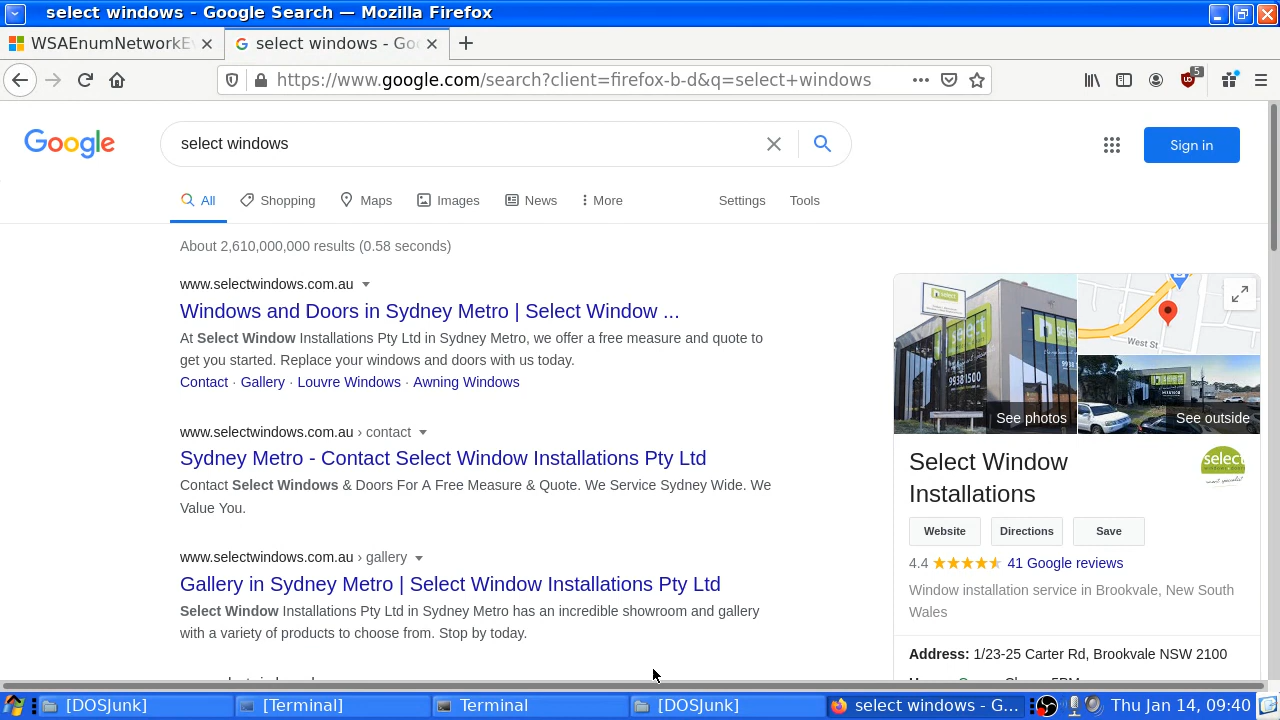 select windows - Google Search — Mozilla Firefox
WSAEnumNetworkE
select windows - Goo
https://www.google.com/search?client=firefox-b-d&q=select+windows
5
Google
select windows
Sign in
All
Shopping
Maps
Images
News
More
Settings
Tools
About 2,610,000,000 results (0.58 seconds)
www.selectwindows.com.au
Windows and Doors in Sydney Metro | Select Window ...
At Select Window Installations Pty Ltd in Sydney Metro, we offer a free measure and quote to
get you started. Replace your windows and doors with us today.
Contact · Gallery · Louvre Windows · Awning Windows
www.selectwindows.com.au › contact
Sydney Metro - Contact Select Window Installations Pty Ltd
Contact Select Windows & Doors For A Free Measure & Quote. We Service Sydney Wide. We
Value You.
www.selectwindows.com.au › gallery
Gallery in Sydney Metro | Select Window Installations Pty Ltd
Select Window Installations Pty Ltd in Sydney Metro has an incredible showroom and gallery
with a variety of products to choose from. Stop by today.
select
9938 1500
See photos
West St
See outside
Select Window
Installations
select
Website
Directions
Save
4.4
41 Google reviews
Window installation service in Brookvale, New South
Wales
Address: 1/23-25 Carter Rd, Brookvale NSW 2100
[DOSJunk]
[Terminal]
Terminal
[DOSJunk]
select windows - G...
Thu Jan 14, 09:40